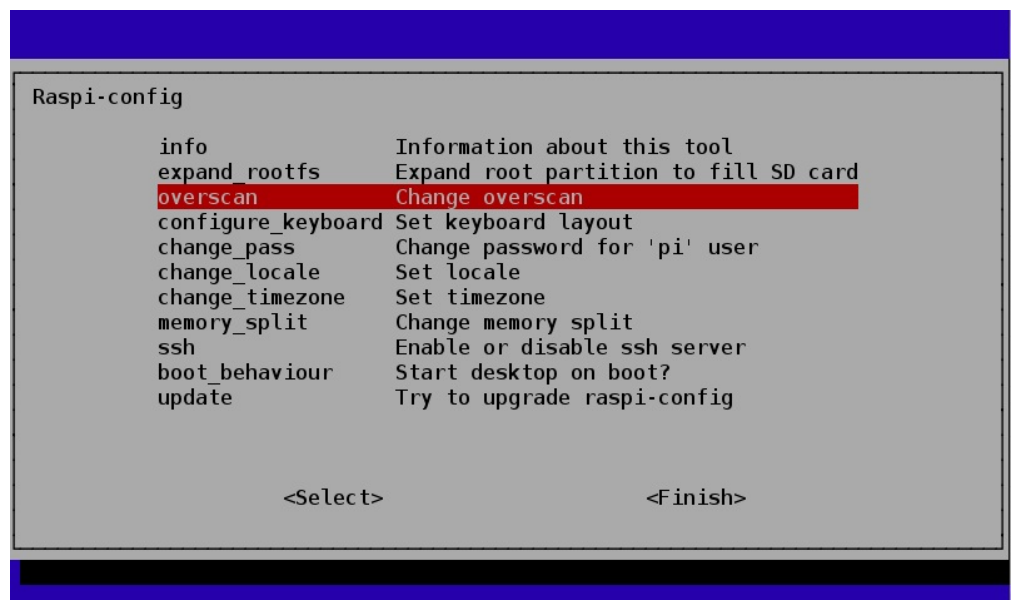 Raspi-config
info Information about this tool
expand_rootfs Expand root partition to fill SD card
overscan Change overscan
configure_keyboard Set keyboard layout
change_pass Change password for 'pi' user
change_locale Set locale
change_timezone Set timezone
memory_split Change memory split
ssh Enable or disable ssh server
boot_behaviour Start desktop on boot?
update Try to upgrade raspi-config
<Select> <Finish>